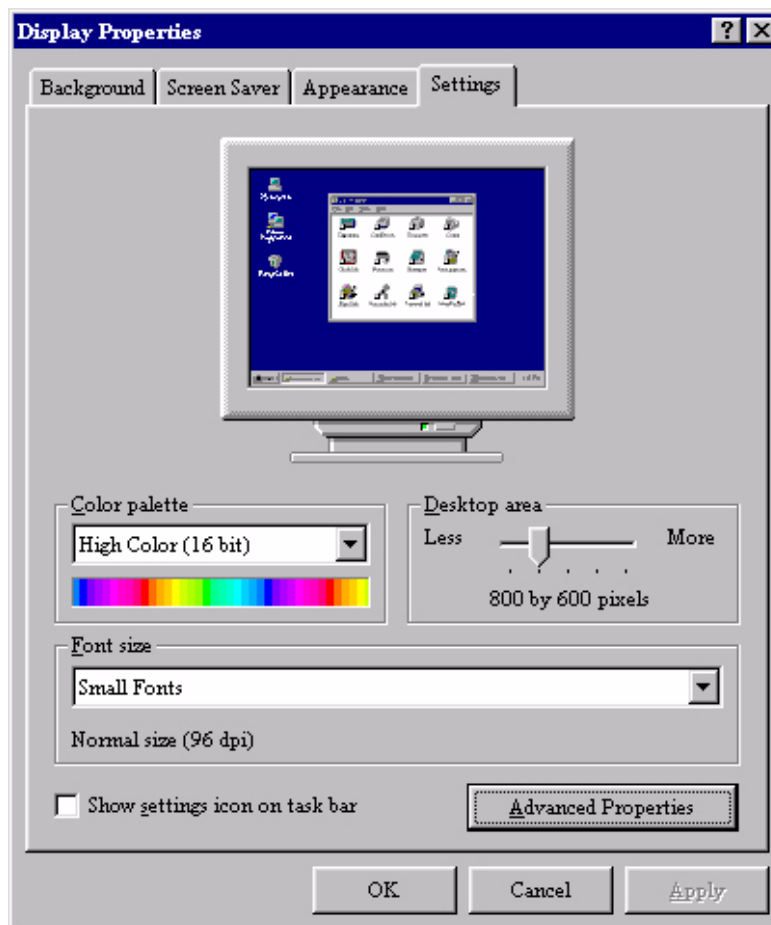 Display Properties
Background Screen Saver Appearance Settings
Color palette
High Color (16 bit)
Desktop area
Less More
800 by 600 pixels
Font size
Small Fonts
Normal size (96 dpi)
Show settings icon on task bar
Advanced Properties
OK Cancel Apply